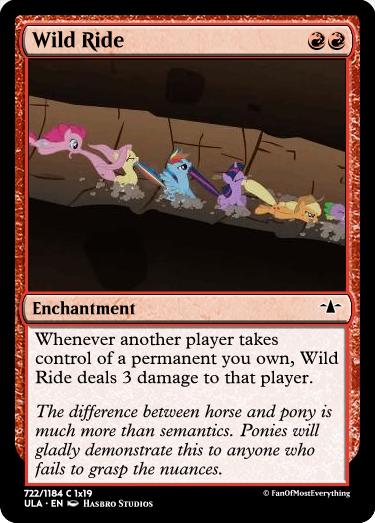 Wild Ride
Enchantment
Whenever another player takes
control of a permanent you own, Wild
Ride deals 3 damage to that player.
The difference between horse and pony is
much more than semantics. Ponies will
gladly demonstrate this to anyone who
fails to grasp the nuances.
722/1184 C 1x19
ULA • EN Hasbro Studios
© FanOfMostEverything